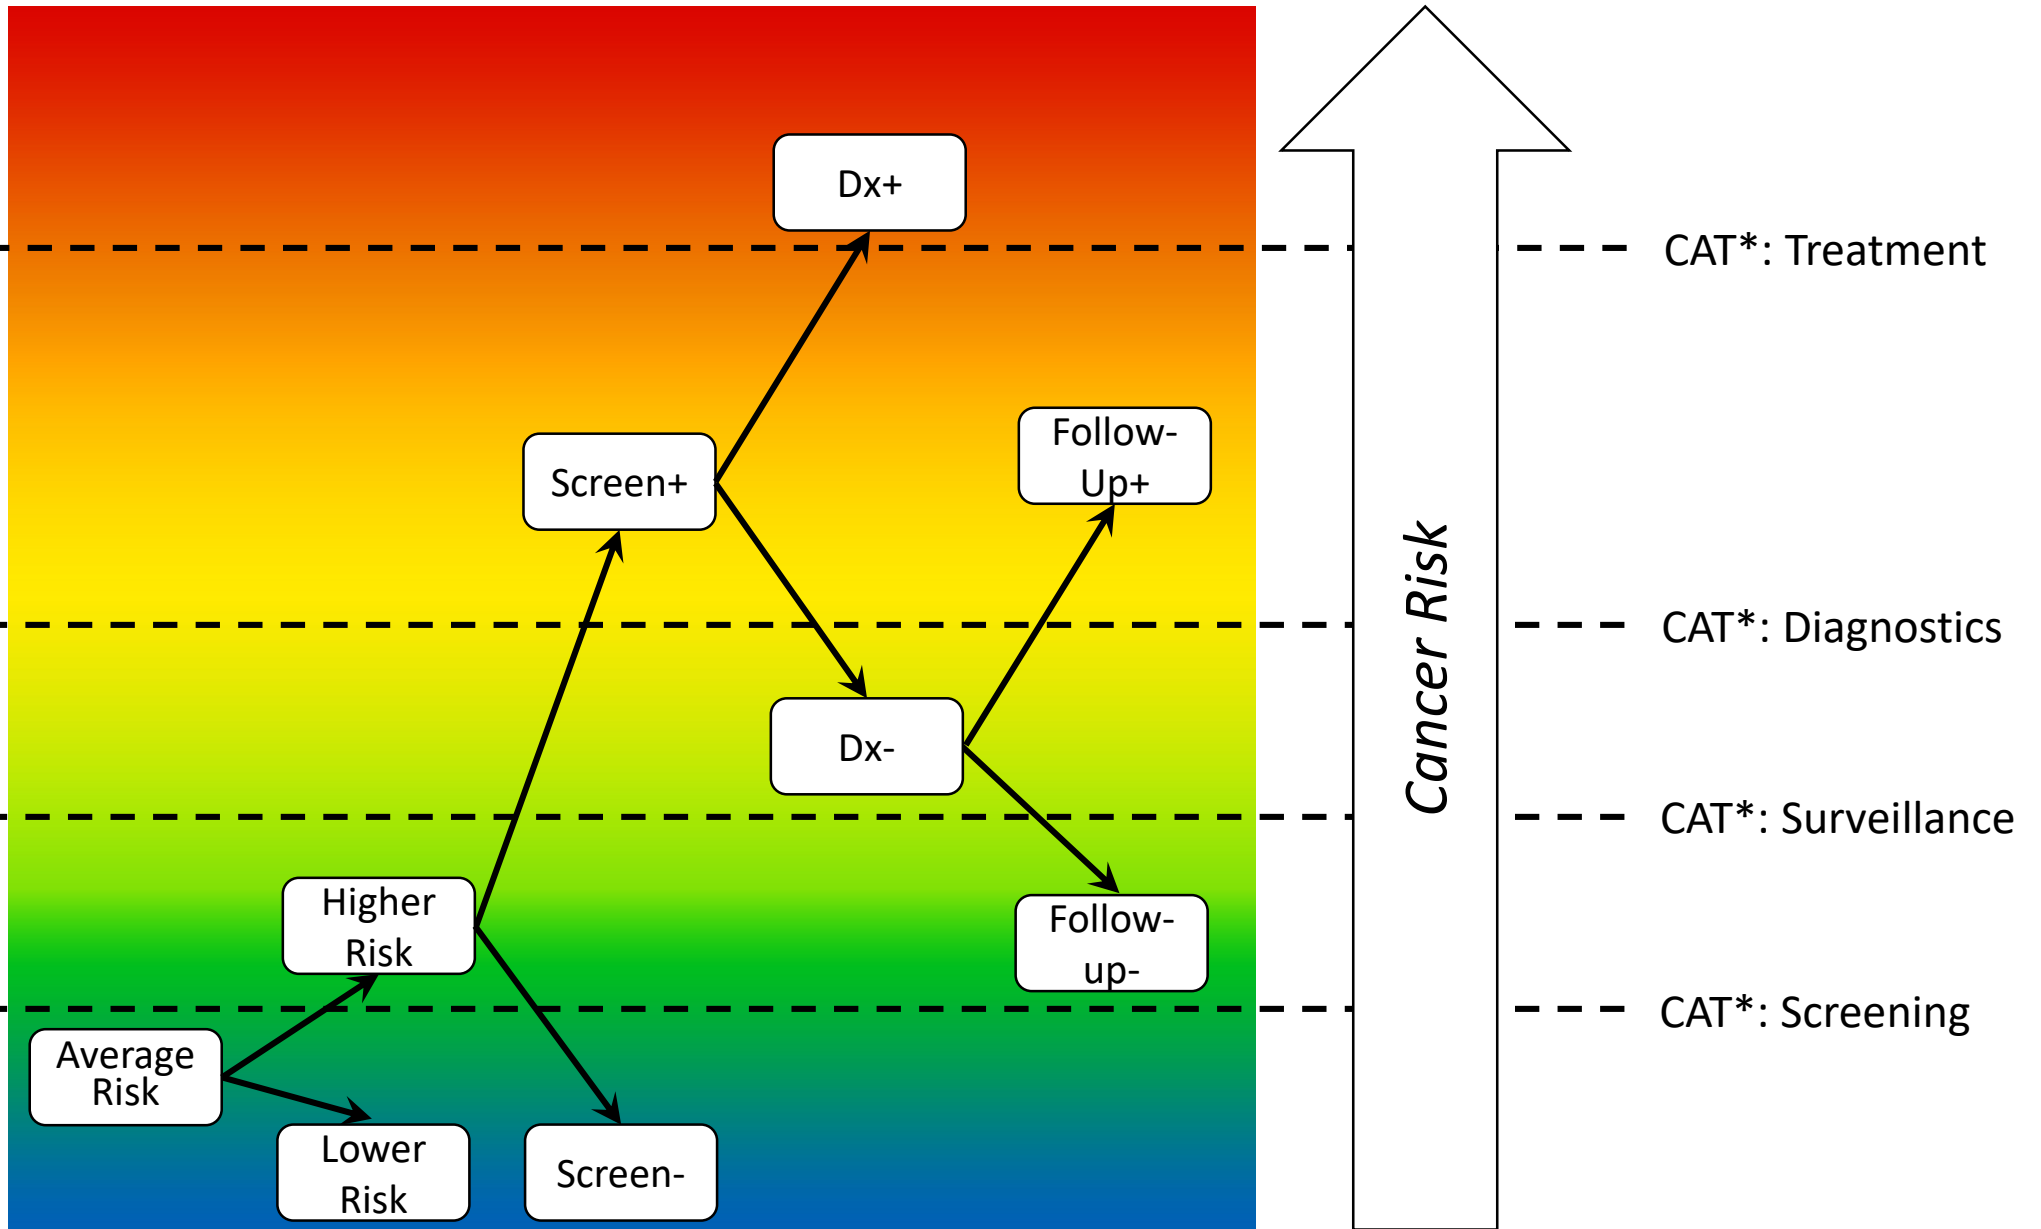 Dx+
CAT*: Treatment
Follow-
Up+
Screen+
Cancer Risk
CAT*: Diagnostics
Dx-
CAT*: Surveillance
Higher
Risk
Follow-
up-
CAT*: Screening
Average
Risk
Lower
Risk
Screen-